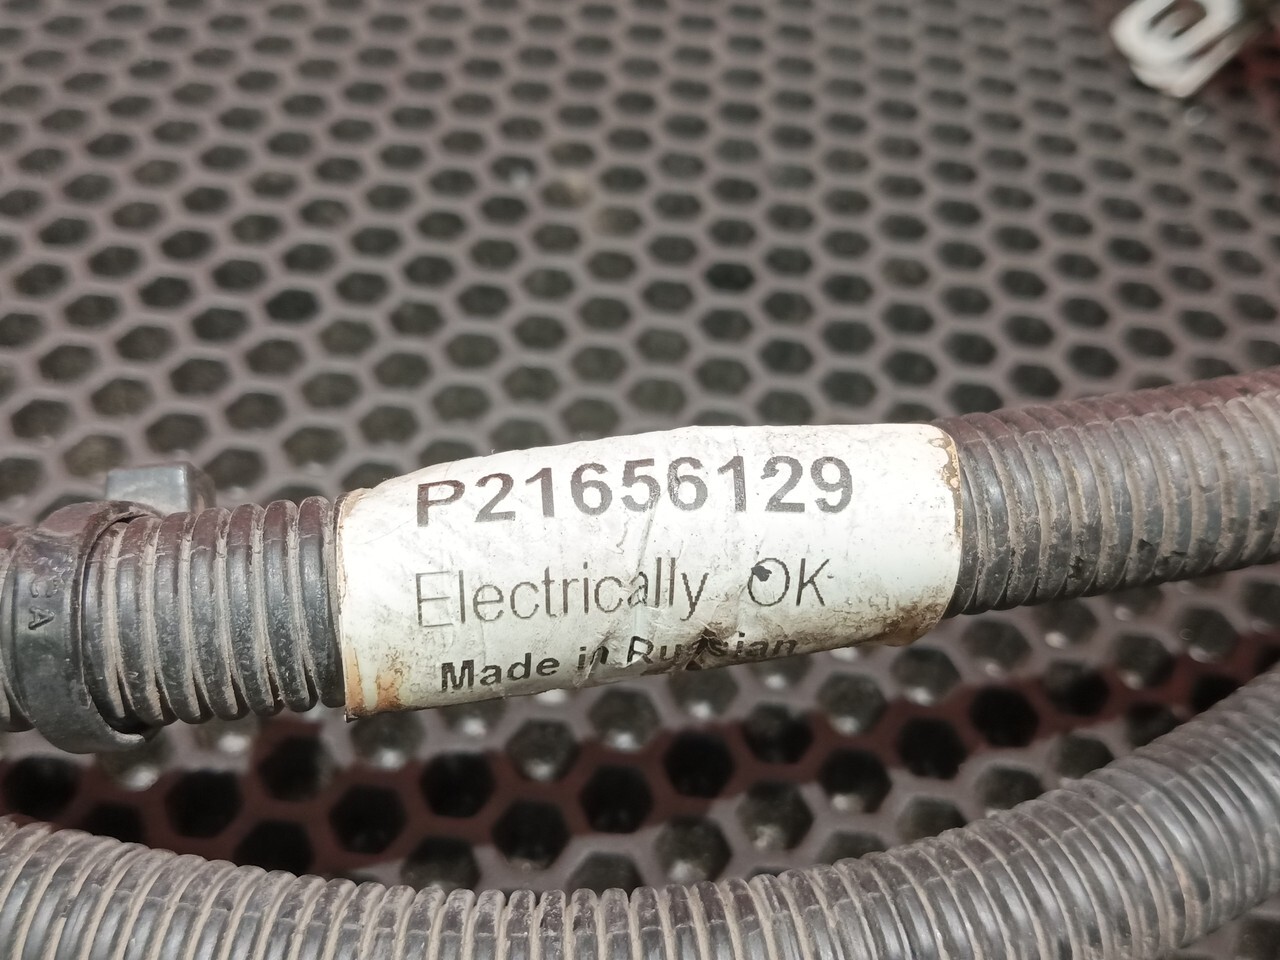 P21656129
Electrically OK
Made in Russian